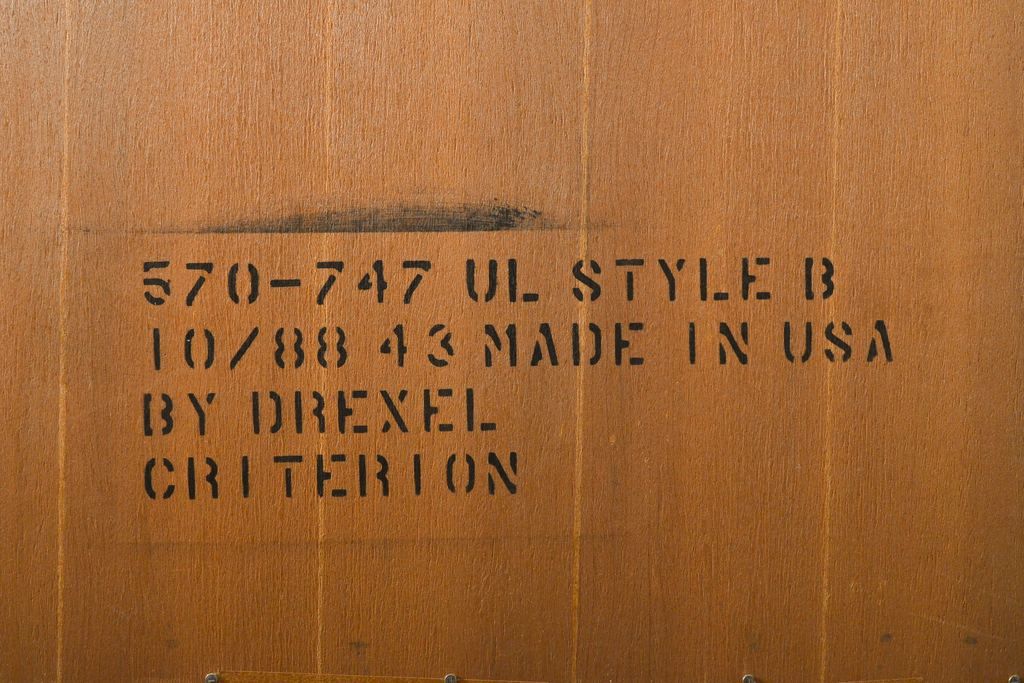 570-747 UL STYLE B
10/88 43 MADE IN USA
BY DREXEL
CRITERION